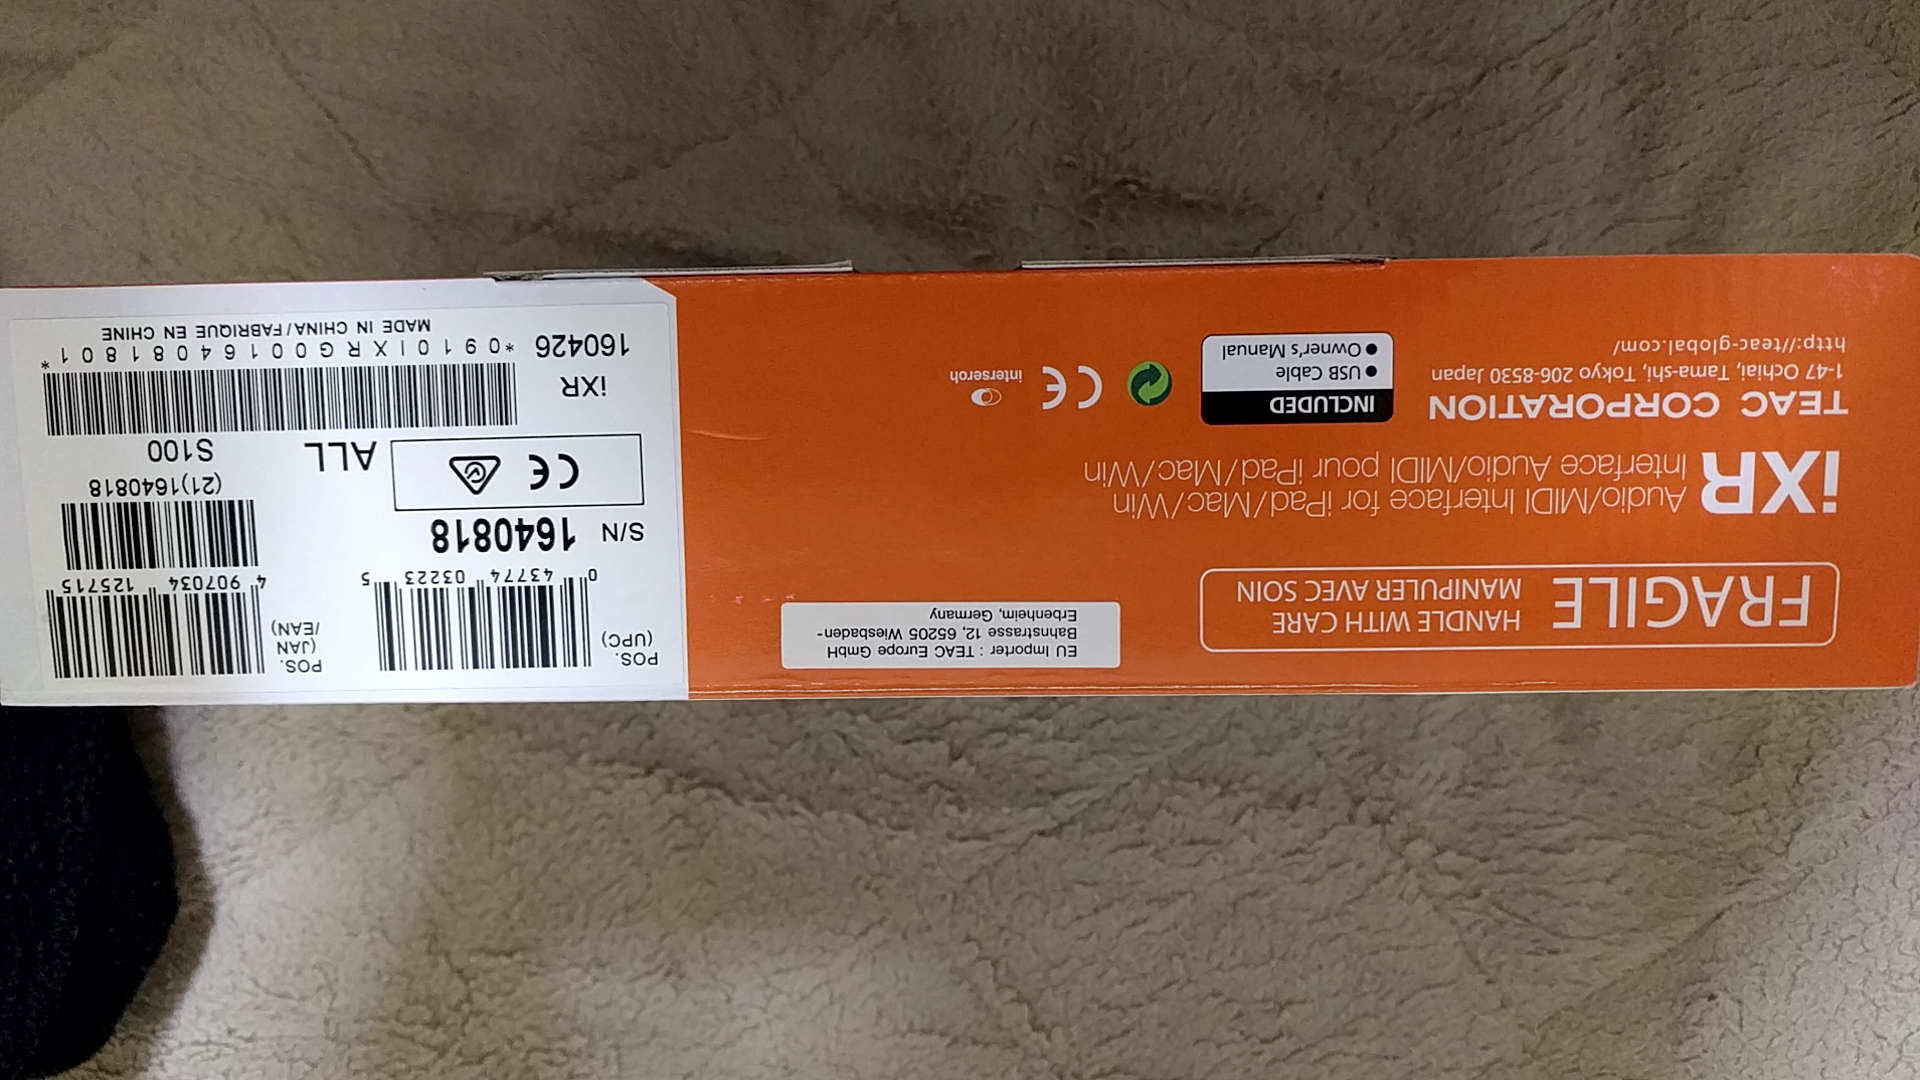 FRAGILE
HANDLE WITH CARE
MANIPULER AVEC SOIN
iXR
Audio/MIDI Interface for iPad/Mac/Win
Interface Audio/MIDI pour iPad/Mac/Win
TEAC CORPORATION
1-47 Ochiai, Tama-shi, Tokyo 206-8530 Japan
http://teac-global.com/
INCLUDED
● USB Cable
● Owner's Manual
CE
interseroh
EU Importer : TEAC Europe GmbH
Bahnstrasse 12, 65205 Wiesbaden-
Erbenheim, Germany
POS.
(UPC)
0 43774 03223 5
POS.
(JAN
/EAN)
4 907034 125715
S/N 1640818
(21)1640818
CE
ALL
S100
iXR
160426
*0910IXRG00164081801*
MADE IN CHINA/FABRIQUE EN CHINE